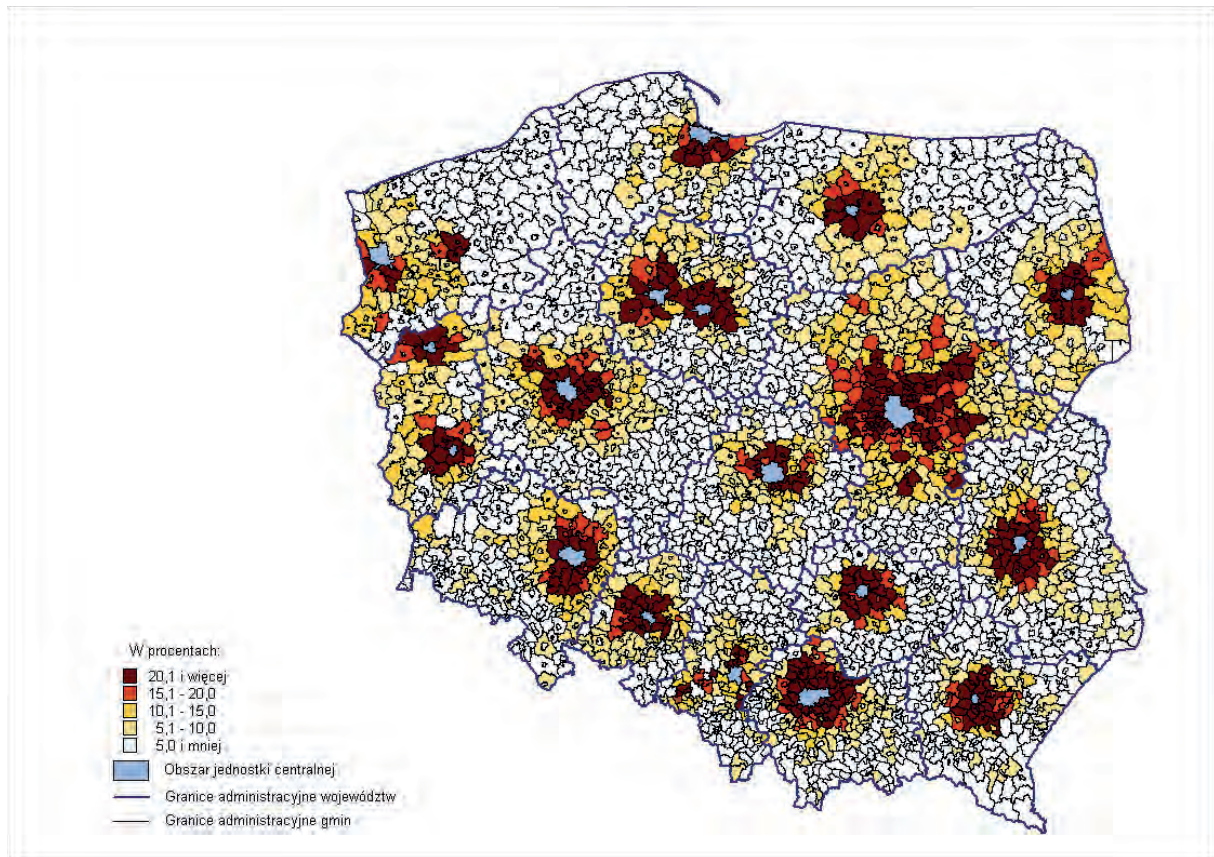 W procentach:
20,1 i więcej
15,1 - 20,0
10,1 - 15,0
5,1 - 10,0
5,0 i mniej
Obszar jednostki centralnej
Granice administracyjne województw
Granice administracyjne gmin